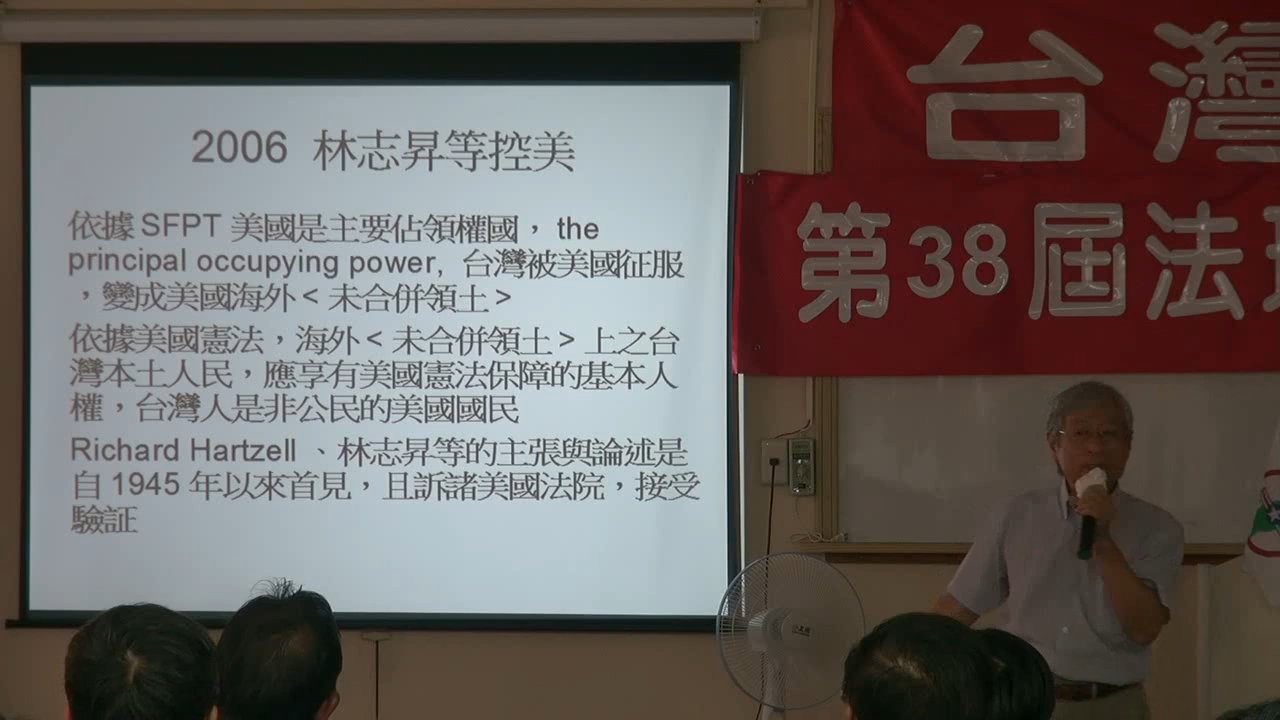 2006 林志昇等控美
依據 SFPT 美國是主要佔領權國， the
principal occupying power, 台灣被美國征服
，變成美國海外 < 未合併領土 >
依據美國憲法，海外 < 未合併領土 > 上之台
灣本土人民，應享有美國憲法保障的基本人
權，台灣人是非公民的美國國民
Richard Hartzell 、林志昇等的主張與論述是
自 1945 年以來首見，且訴諸美國法院，接受
驗証
台灣
第38屆法